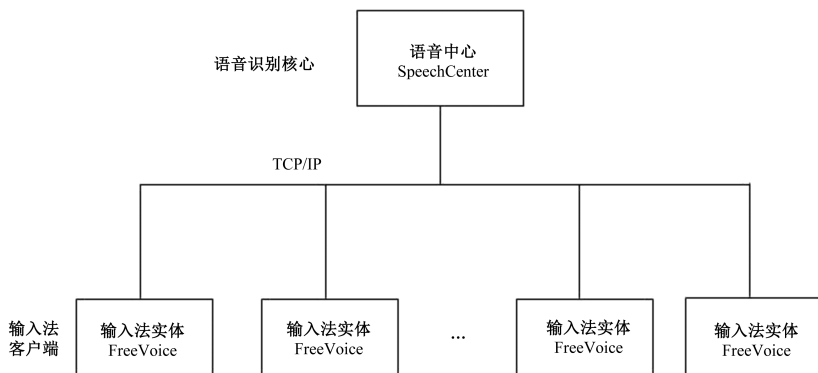 语音中心
SpeechCenter
语音识别核心
TCP/IP
输入法
客户端
输入法实体
FreeVoice
输入法实体
FreeVoice
...
输入法实体
FreeVoice
输入法实体
FreeVoice